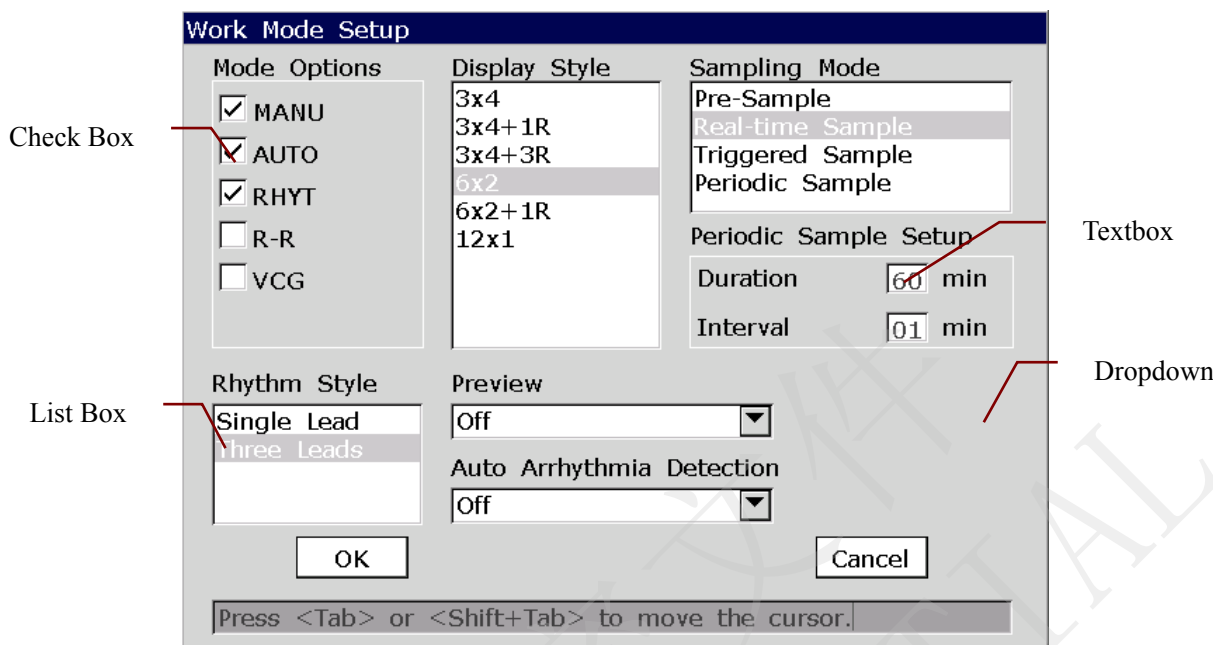 Work Mode Setup
Mode Options
MANU
AUTO
RHYT
R-R
VCG
Display Style
3x4
3x4+1R
3x4+3R
6x2
6x2+1R
12x1
Sampling Mode
Pre-Sample
Real-time Sample
Triggered Sample
Periodic Sample
Periodic Sample Setup
Duration 60 min
Interval 01 min
Rhythm Style
Single Lead
Three Leads
Preview
Off
Auto Arrhythmia Detection
Off
OK
Cancel
Press <Tab> or <Shift+Tab> to move the cursor.
Check Box
List Box
Textbox
Dropdown
文件
TIAL